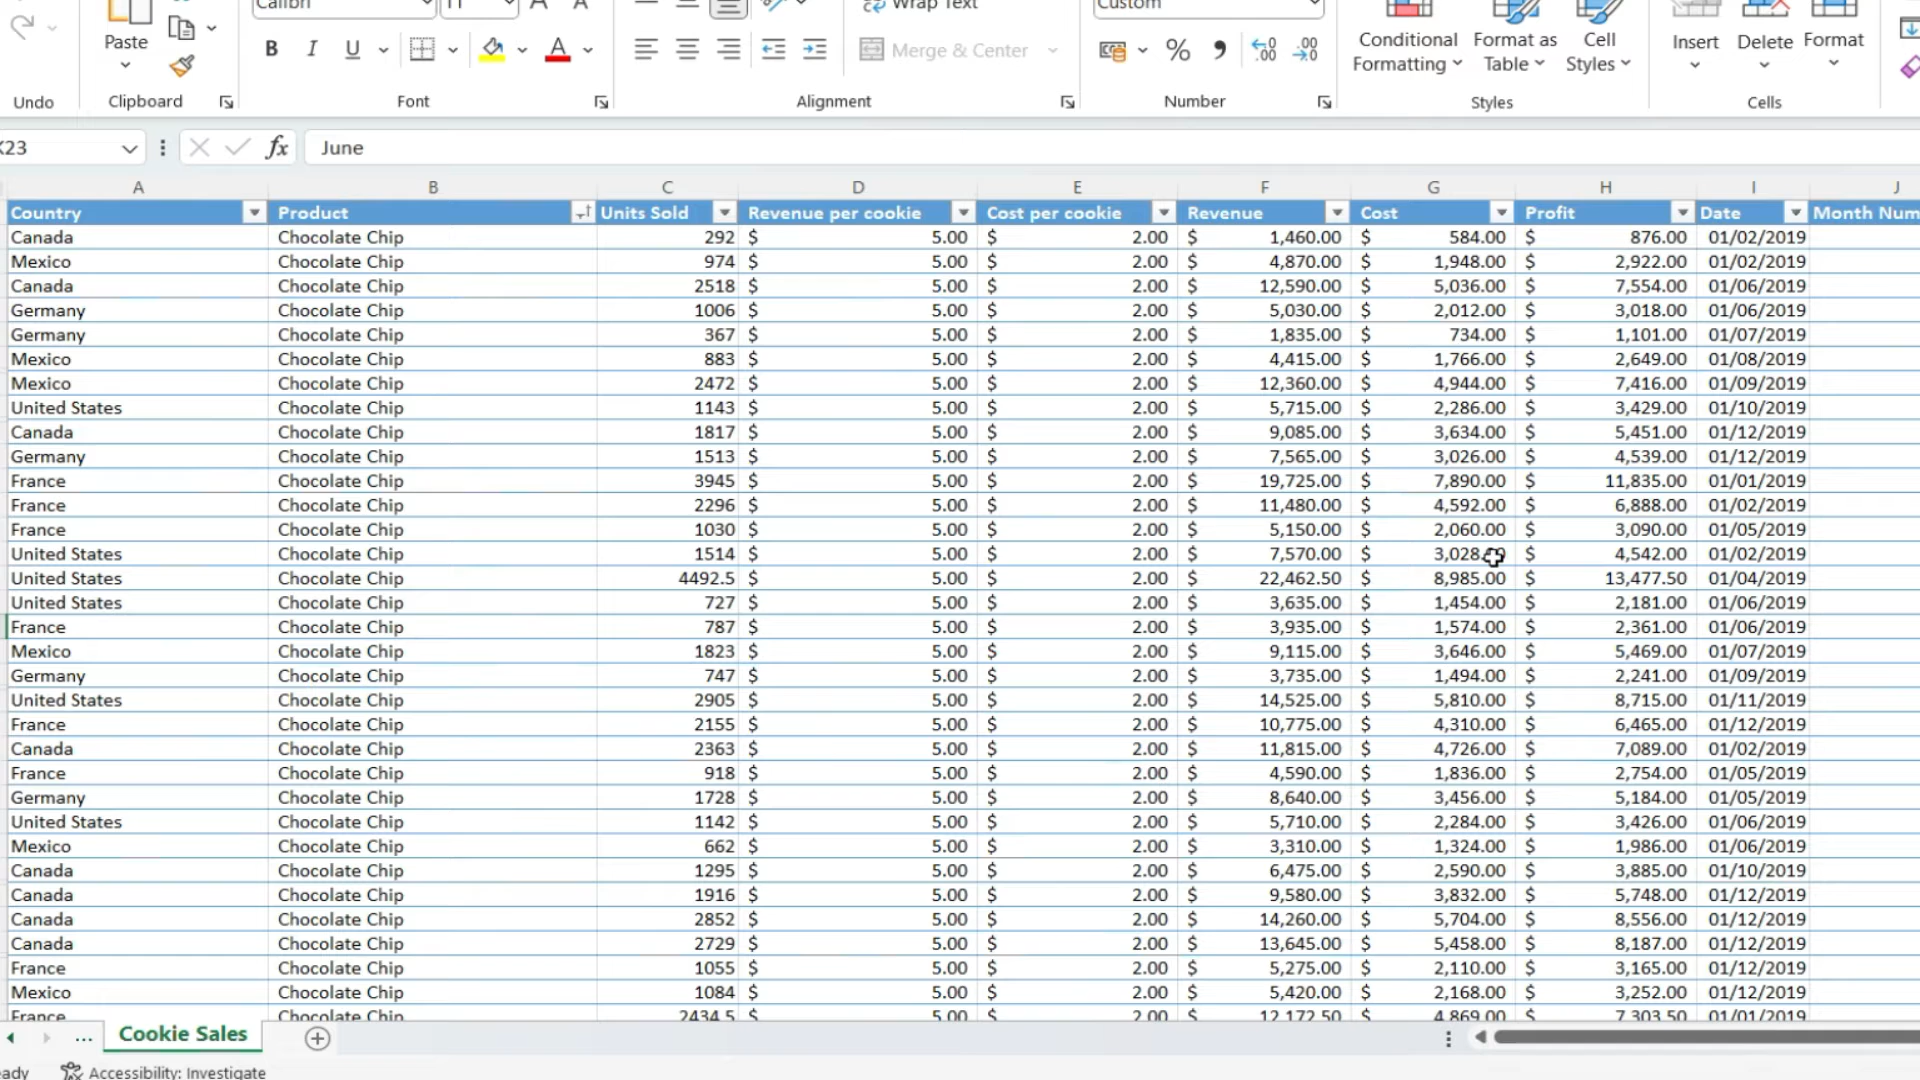 Calibri 11 Wrap Text Custom
Paste Conditional Format as Cell Insert Delete Format
B I U A Merge & Center % Formatting Table Styles
Undo Clipboard Font Alignment Number Styles Cells
K23 fx June
A B C D E F G H I J
Country Product Units Sold Revenue per cookie Cost per cookie Revenue Cost Profit Date Month Num
Canada Chocolate Chip 292 $ 5.00 $ 2.00 $ 1,460.00 $ 584.00 $ 876.00 01/02/2019
Mexico Chocolate Chip 974 $ 5.00 $ 2.00 $ 4,870.00 $ 1,948.00 $ 2,922.00 01/02/2019
Canada Chocolate Chip 2518 $ 5.00 $ 2.00 $ 12,590.00 $ 5,036.00 $ 7,554.00 01/06/2019
Germany Chocolate Chip 1006 $ 5.00 $ 2.00 $ 5,030.00 $ 2,012.00 $ 3,018.00 01/06/2019
Germany Chocolate Chip 367 $ 5.00 $ 2.00 $ 1,835.00 $ 734.00 $ 1,101.00 01/07/2019
Mexico Chocolate Chip 883 $ 5.00 $ 2.00 $ 4,415.00 $ 1,766.00 $ 2,649.00 01/08/2019
Mexico Chocolate Chip 2472 $ 5.00 $ 2.00 $ 12,360.00 $ 4,944.00 $ 7,416.00 01/09/2019
United States Chocolate Chip 1143 $ 5.00 $ 2.00 $ 5,715.00 $ 2,286.00 $ 3,429.00 01/10/2019
Canada Chocolate Chip 1817 $ 5.00 $ 2.00 $ 9,085.00 $ 3,634.00 $ 5,451.00 01/12/2019
Germany Chocolate Chip 1513 $ 5.00 $ 2.00 $ 7,565.00 $ 3,026.00 $ 4,539.00 01/12/2019
France Chocolate Chip 3945 $ 5.00 $ 2.00 $ 19,725.00 $ 7,890.00 $ 11,835.00 01/01/2019
France Chocolate Chip 2296 $ 5.00 $ 2.00 $ 11,480.00 $ 4,592.00 $ 6,888.00 01/02/2019
France Chocolate Chip 1030 $ 5.00 $ 2.00 $ 5,150.00 $ 2,060.00 $ 3,090.00 01/05/2019
United States Chocolate Chip 1514 $ 5.00 $ 2.00 $ 7,570.00 $ 3,028. $ 4,542.00 01/02/2019
United States Chocolate Chip 4492.5 $ 5.00 $ 2.00 $ 22,462.50 $ 8,985.00 $ 13,477.50 01/04/2019
United States Chocolate Chip 727 $ 5.00 $ 2.00 $ 3,635.00 $ 1,454.00 $ 2,181.00 01/06/2019
France Chocolate Chip 787 $ 5.00 $ 2.00 $ 3,935.00 $ 1,574.00 $ 2,361.00 01/06/2019
Mexico Chocolate Chip 1823 $ 5.00 $ 2.00 $ 9,115.00 $ 3,646.00 $ 5,469.00 01/07/2019
Germany Chocolate Chip 747 $ 5.00 $ 2.00 $ 3,735.00 $ 1,494.00 $ 2,241.00 01/09/2019
United States Chocolate Chip 2905 $ 5.00 $ 2.00 $ 14,525.00 $ 5,810.00 $ 8,715.00 01/11/2019
France Chocolate Chip 2155 $ 5.00 $ 2.00 $ 10,775.00 $ 4,310.00 $ 6,465.00 01/12/2019
Canada Chocolate Chip 2363 $ 5.00 $ 2.00 $ 11,815.00 $ 4,726.00 $ 7,089.00 01/02/2019
France Chocolate Chip 918 $ 5.00 $ 2.00 $ 4,590.00 $ 1,836.00 $ 2,754.00 01/05/2019
Germany Chocolate Chip 1728 $ 5.00 $ 2.00 $ 8,640.00 $ 3,456.00 $ 5,184.00 01/05/2019
United States Chocolate Chip 1142 $ 5.00 $ 2.00 $ 5,710.00 $ 2,284.00 $ 3,426.00 01/06/2019
Mexico Chocolate Chip 662 $ 5.00 $ 2.00 $ 3,310.00 $ 1,324.00 $ 1,986.00 01/06/2019
Canada Chocolate Chip 1295 $ 5.00 $ 2.00 $ 6,475.00 $ 2,590.00 $ 3,885.00 01/10/2019
Canada Chocolate Chip 1916 $ 5.00 $ 2.00 $ 9,580.00 $ 3,832.00 $ 5,748.00 01/12/2019
Canada Chocolate Chip 2852 $ 5.00 $ 2.00 $ 14,260.00 $ 5,704.00 $ 8,556.00 01/12/2019
Canada Chocolate Chip 2729 $ 5.00 $ 2.00 $ 13,645.00 $ 5,458.00 $ 8,187.00 01/12/2019
France Chocolate Chip 1055 $ 5.00 $ 2.00 $ 5,275.00 $ 2,110.00 $ 3,165.00 01/12/2019
Mexico Chocolate Chip 1084 $ 5.00 $ 2.00 $ 5,420.00 $ 2,168.00 $ 3,252.00 01/12/2019
France Chocolate Chip 2434.5 $ 5.00 $ 2.00 $ 12,172.50 $ 4,869.00 $ 7,303.50 01/01/2019
... Cookie Sales
eady Accessibility: Investigate